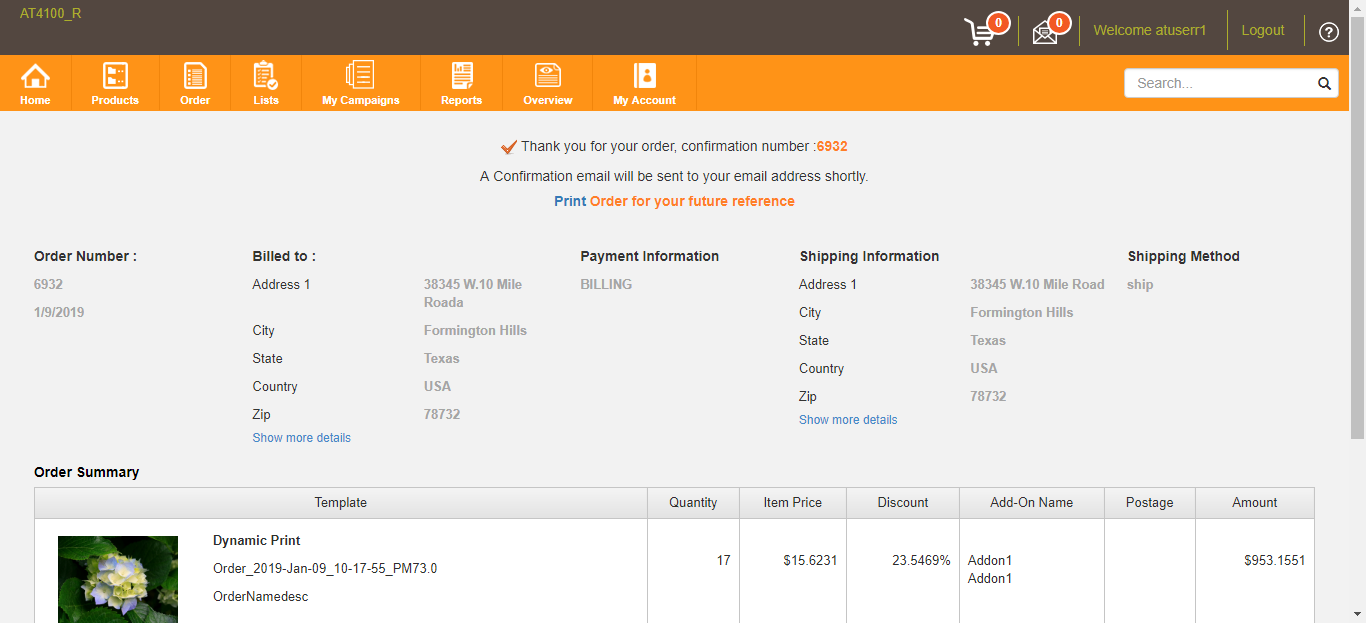 AT4100_R
0
0
Welcome atuserr1
Logout
?
Home
Products
Order
Lists
My Campaigns
Reports
Overview
My Account
Search...
Thank you for your order, confirmation number :6932
A Confirmation email will be sent to your email address shortly.
Print Order for your future reference
Order Number :
6932
1/9/2019
Billed to :
Address 1
38345 W.10 Mile
Roada
City
Formington Hills
State
Texas
Country
USA
Zip
78732
Show more details
Payment Information
BILLING
Shipping Information
Address 1
38345 W.10 Mile Road
City
Formington Hills
State
Texas
Country
USA
Zip
78732
Show more details
Shipping Method
ship
Order Summary
Template
Quantity
Item Price
Discount
Add-On Name
Postage
Amount
Dynamic Print
Order_2019-Jan-09_10-17-55_PM73.0
OrderNamedesc
17
$15.6231
23.5469%
Addon1
Addon1
$953.1551